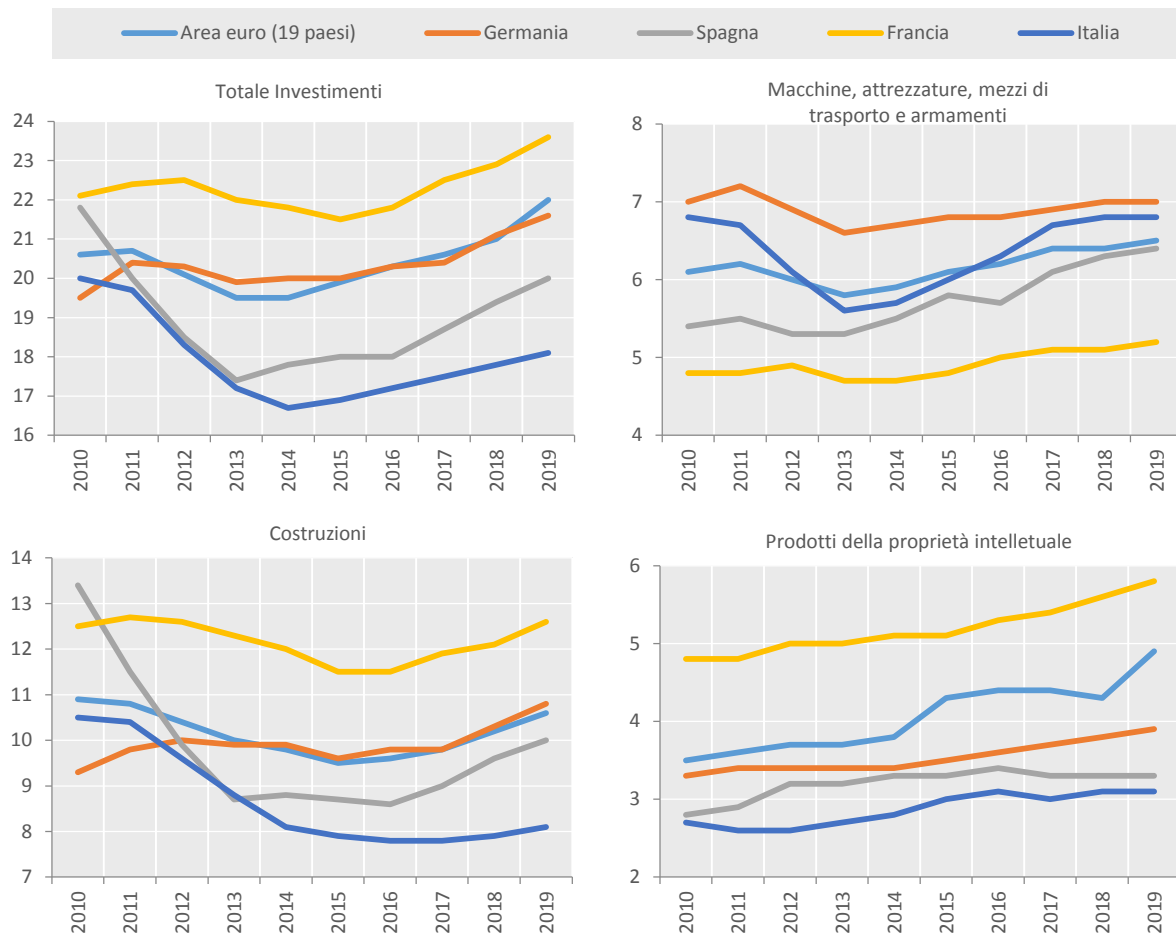 Area euro (19 paesi) Germania Spagna Francia Italia
Totale Investimenti
24
23
22
21
20
19
18
17
16
2010 2011 2012 2013 2014 2015 2016 2017 2018 2019
Macchine, attrezzature, mezzi di
trasporto e armamenti
8
7
6
5
4
2010 2011 2012 2013 2014 2015 2016 2017 2018 2019
Costruzioni
14
13
12
11
10
9
8
7
2010 2011 2012 2013 2014 2015 2016 2017 2018 2019
Prodotti della proprietà intelletuale
6
5
4
3
2
2010 2011 2012 2013 2014 2015 2016 2017 2018 2019